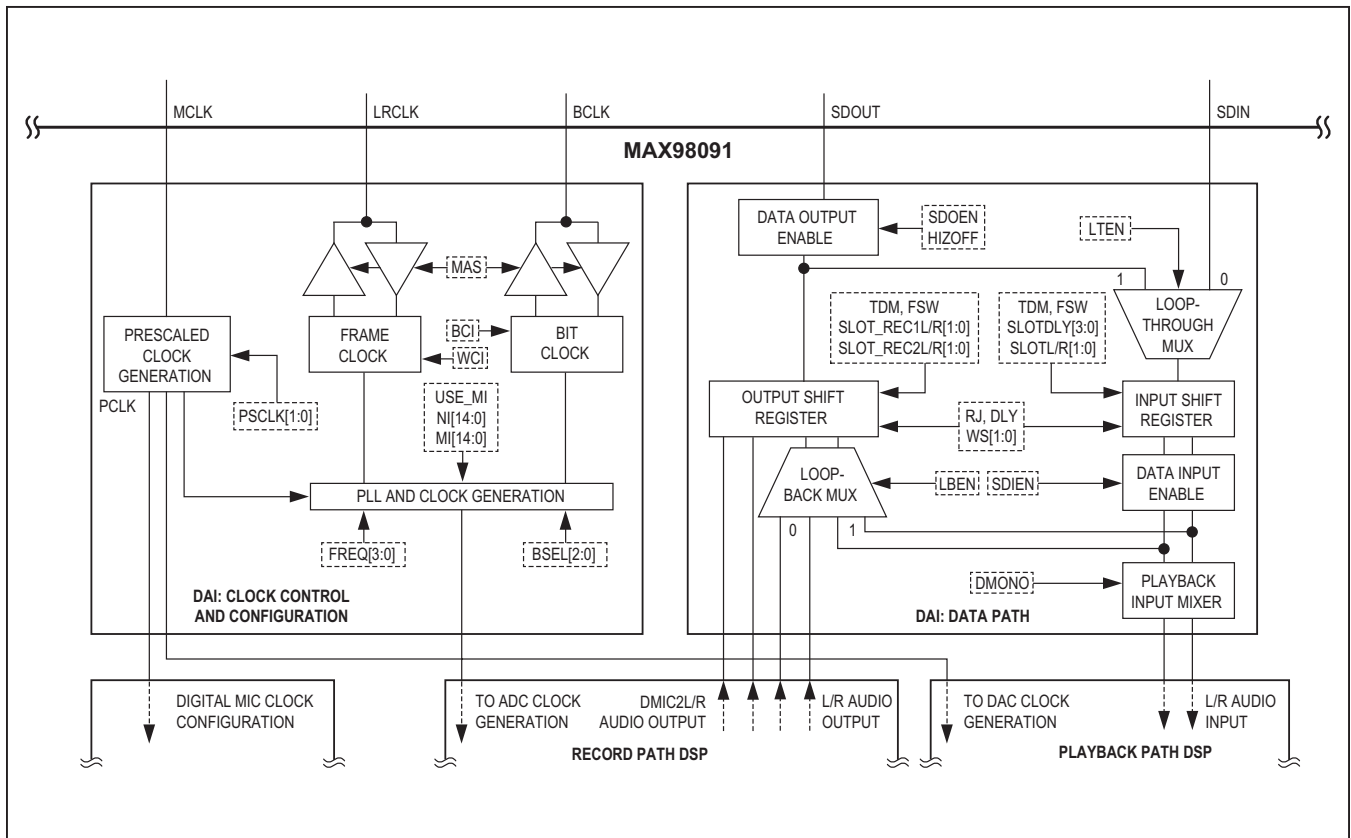 MCLK
LRCLK
BCLK
SDOUT
SDIN
MAX98091
DATA OUTPUT
ENABLE
SDOEN
HIZOFF
LTEN
MAS
1
0
LOOP-
THROUGH
MUX
PRESCALED
CLOCK
GENERATION
FRAME
CLOCK
BCI
WCI
BIT
CLOCK
TDM, FSW
SLOT_REC1L/R[1:0]
SLOT_REC2L/R[1:0]
TDM, FSW
SLOTDLY[3:0]
SLOTL/R[1:0]
PCLK
PSCLK[1:0]
USE_MI
NI[14:0]
MI[14:0]
OUTPUT SHIFT
REGISTER
RJ, DLY
WS[1:0]
INPUT SHIFT
REGISTER
LOOP-
BACK MUX
LBEN
SDIEN
DATA INPUT
ENABLE
PLL AND CLOCK GENERATION
0
1
FREQ[3:0]
BSEL[2:0]
DMONO
PLAYBACK
INPUT MIXER
DAI: CLOCK CONTROL
AND CONFIGURATION
DAI: DATA PATH
DIGITAL MIC CLOCK
CONFIGURATION
TO ADC CLOCK
GENERATION
DMIC2L/R
AUDIO OUTPUT
L/R AUDIO
OUTPUT
RECORD PATH DSP
TO DAC CLOCK
GENERATION
L/R AUDIO
INPUT
PLAYBACK PATH DSP